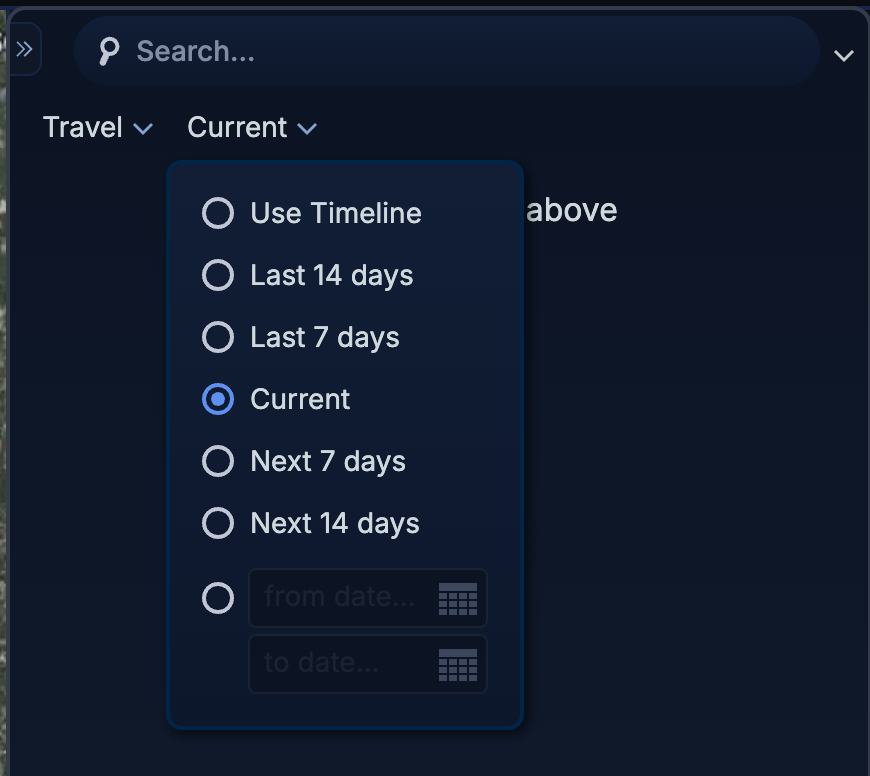 Search...
Travel Current
above
Use Timeline
Last 14 days
Last 7 days
Current
Next 7 days
Next 14 days
from date...
to date...